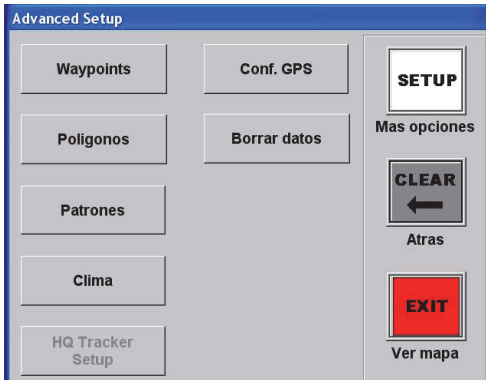 Advanced Setup
Waypoints
Conf. GPS
Poligonos
Borrar datos
Patrones
Clima
HQ Tracker
Setup
SETUP
Mas opciones
CLEAR
Atras
EXIT
Ver mapa